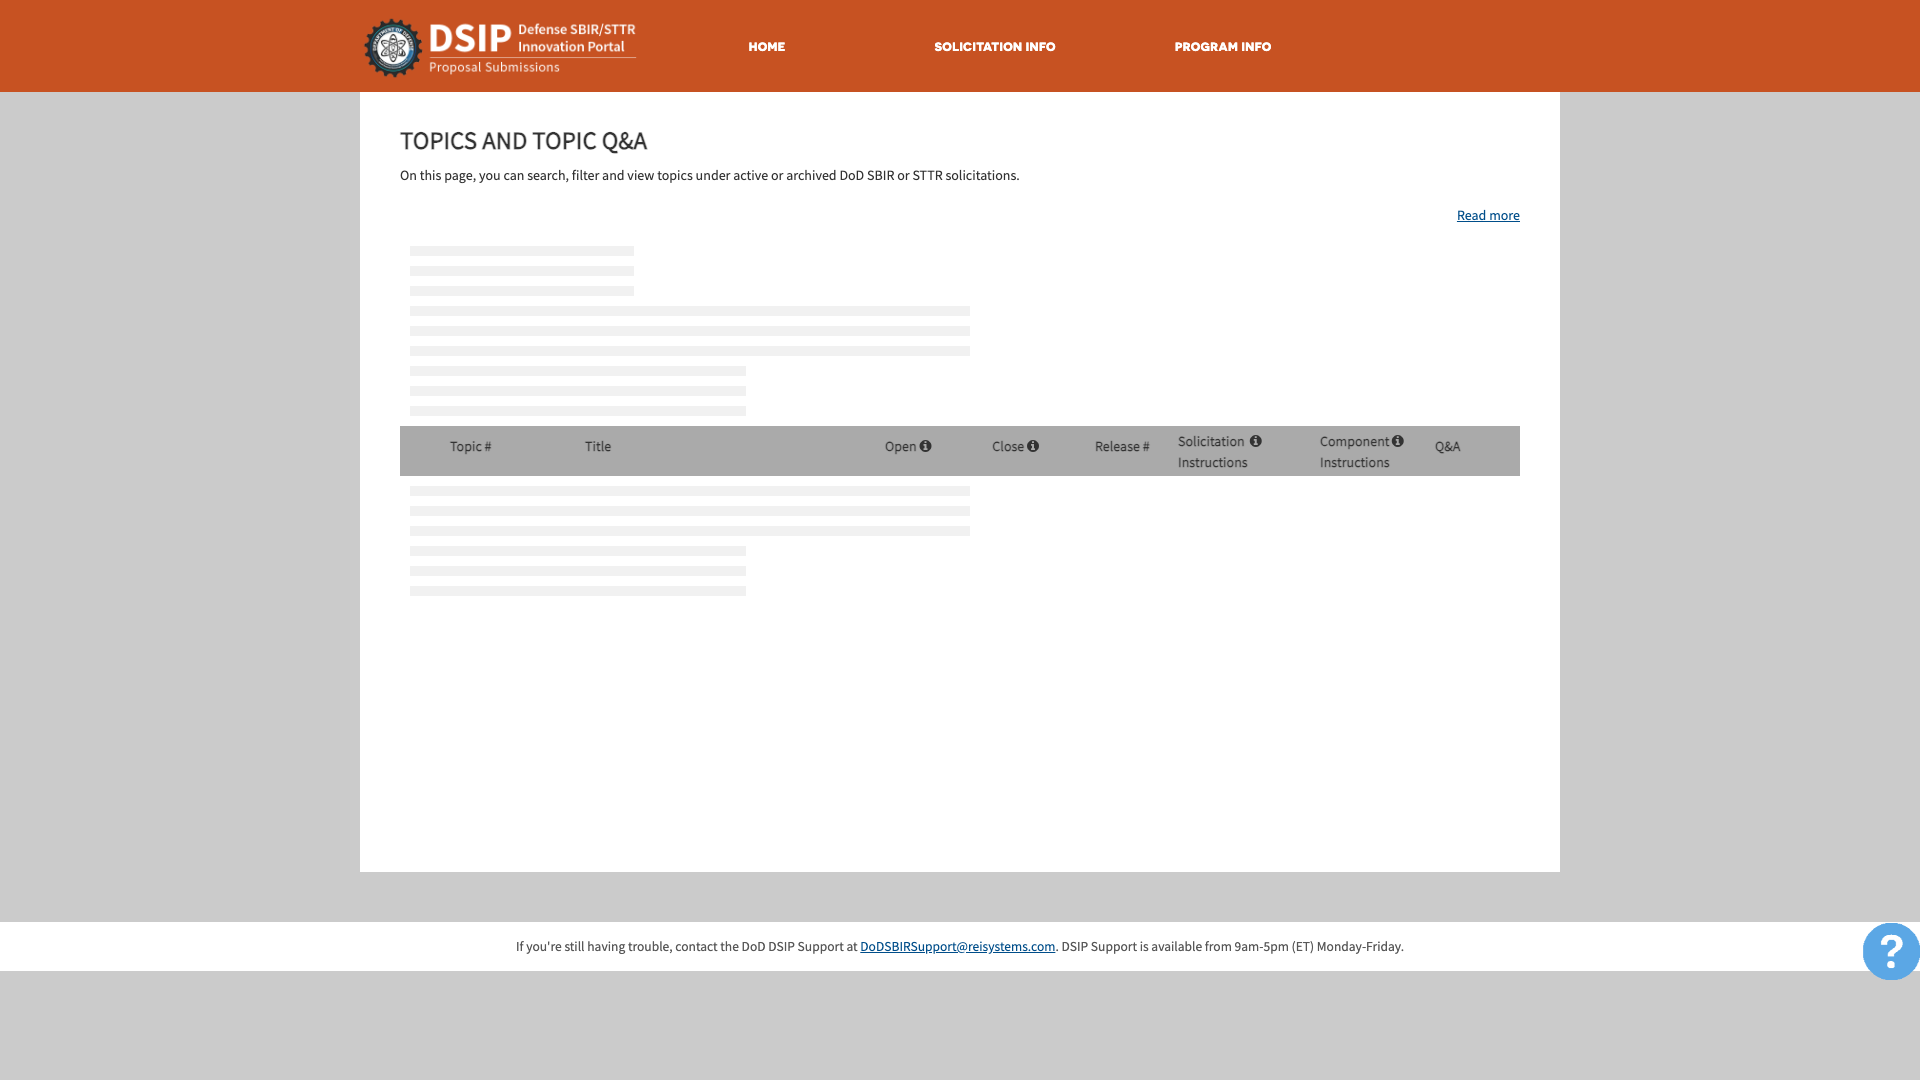 DSIP Defense SBIR/STTR
Innovation Portal
Proposal Submissions
HOME
SOLICITATION INFO
PROGRAM INFO
TOPICS AND TOPIC Q&A
On this page, you can search, filter and view topics under active or archived DoD SBIR or STTR solicitations.
Read more
Topic # Title Open Close Release # Solicitation Instructions Component Instructions Q&A
If you're still having trouble, contact the DoD DSIP Support at DoDSBIRSupport@reisystems.com. DSIP Support is available from 9am-5pm (ET) Monday-Friday.
?